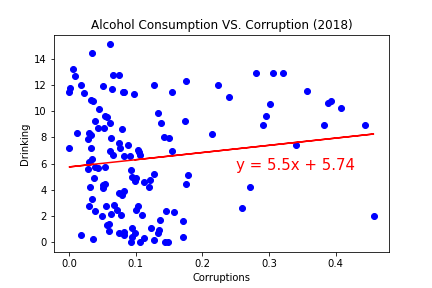 Alcohol Consumption VS. Corruption (2018)
14
12
10
8
6
4
2
0
Drinking
y = 5.5x + 5.74
0.0 0.1 0.2 0.3 0.4
Corruptions